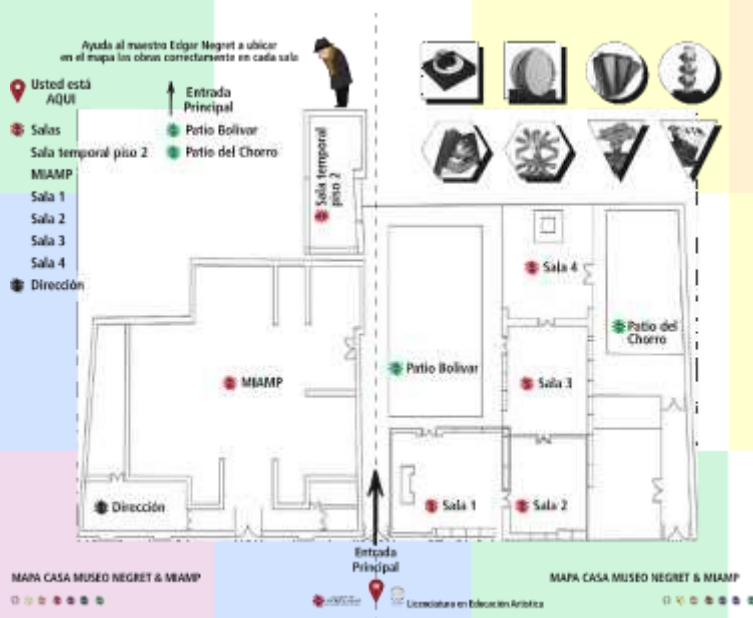 Ayuda al maestro Edgar Negret a ubicar
en el mapa las obras correctamente en cada sala
Usted está
AQUI
Entrada
Principal
Salas
Patio Bolivar
Sala temporal piso 2
Patio del Chorro
MIAMP
Sala 1
Sala 2
Sala 3
Sala 4
Dirección
Sala temporal
piso 2
Sala 4
Patio del
Chorro
Patio Bolivar
MIAMP
Sala 3
Dirección
Sala 1
Sala 2
Entrada
Principal
MAPA CASA MUSEO NEGRET & MIAMP
MAPA CASA MUSEO NEGRET & MIAMP
Licenciatura en Educación Artística